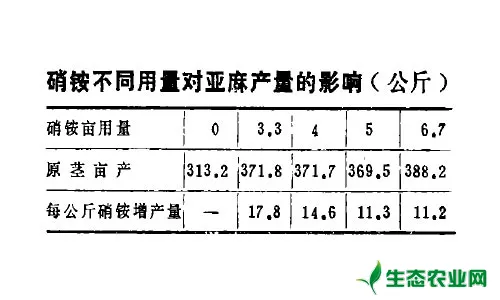 硝铵不同用量对亚麻产量的影响（公斤）
硝铵亩用量 0 3.3 4 5 6.7
原茎亩产 313.2 371.8 371.7 369.5 388.2
每公斤硝铵增产量 — 17.8 14.6 11.3 11.2
生态农业网